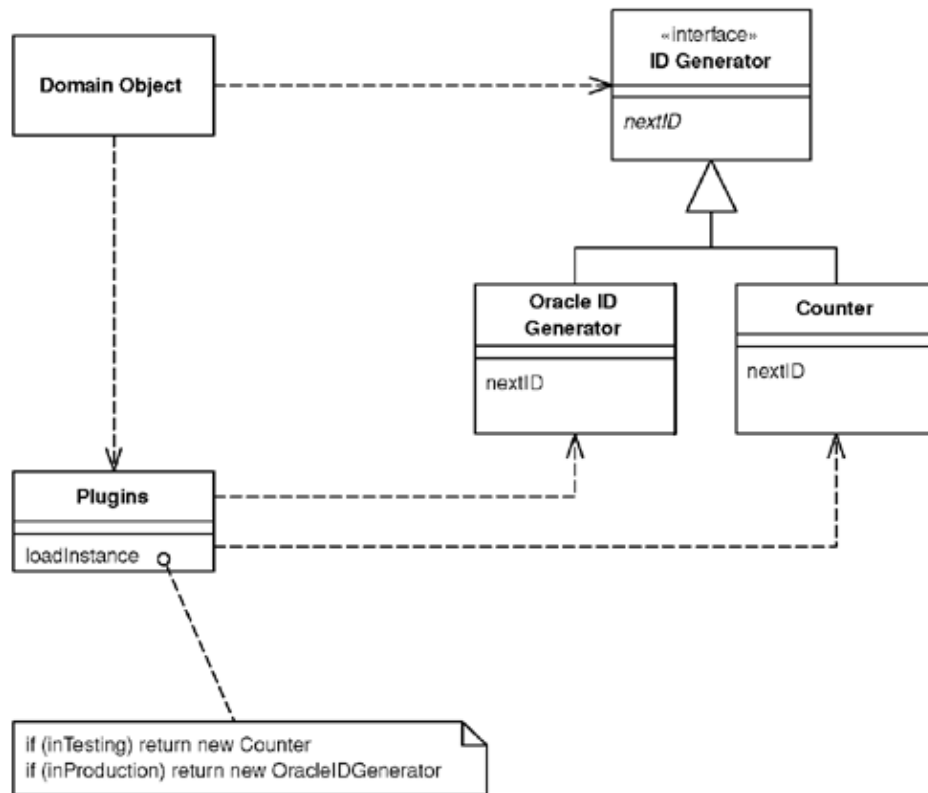 «interface»
ID Generator
Domain Object
nextID
Oracle ID
Generator
Counter
nextID
nextID
Plugins
loadInstance
if (inTesting) return new Counter
if (inProduction) return new OracleIDGenerator